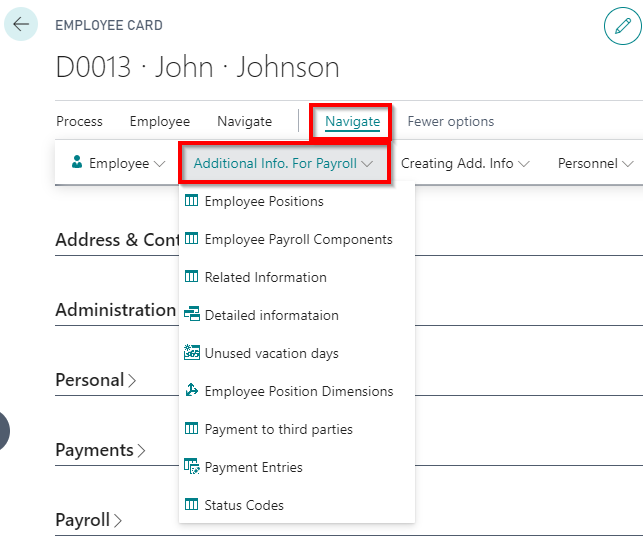 EMPLOYEE CARD
D0013 · John · Johnson
Process Employee Navigate Navigate Fewer options
Employee Additional Info. For Payroll Creating Add. Info Personnel
Employee Positions
Employee Payroll Components
Related Information
Detailed informataion
Unused vacation days
Employee Position Dimensions
Payment to third parties
Payment Entries
Status Codes
Address & Cont
Administration
Personal
Payments
Payroll